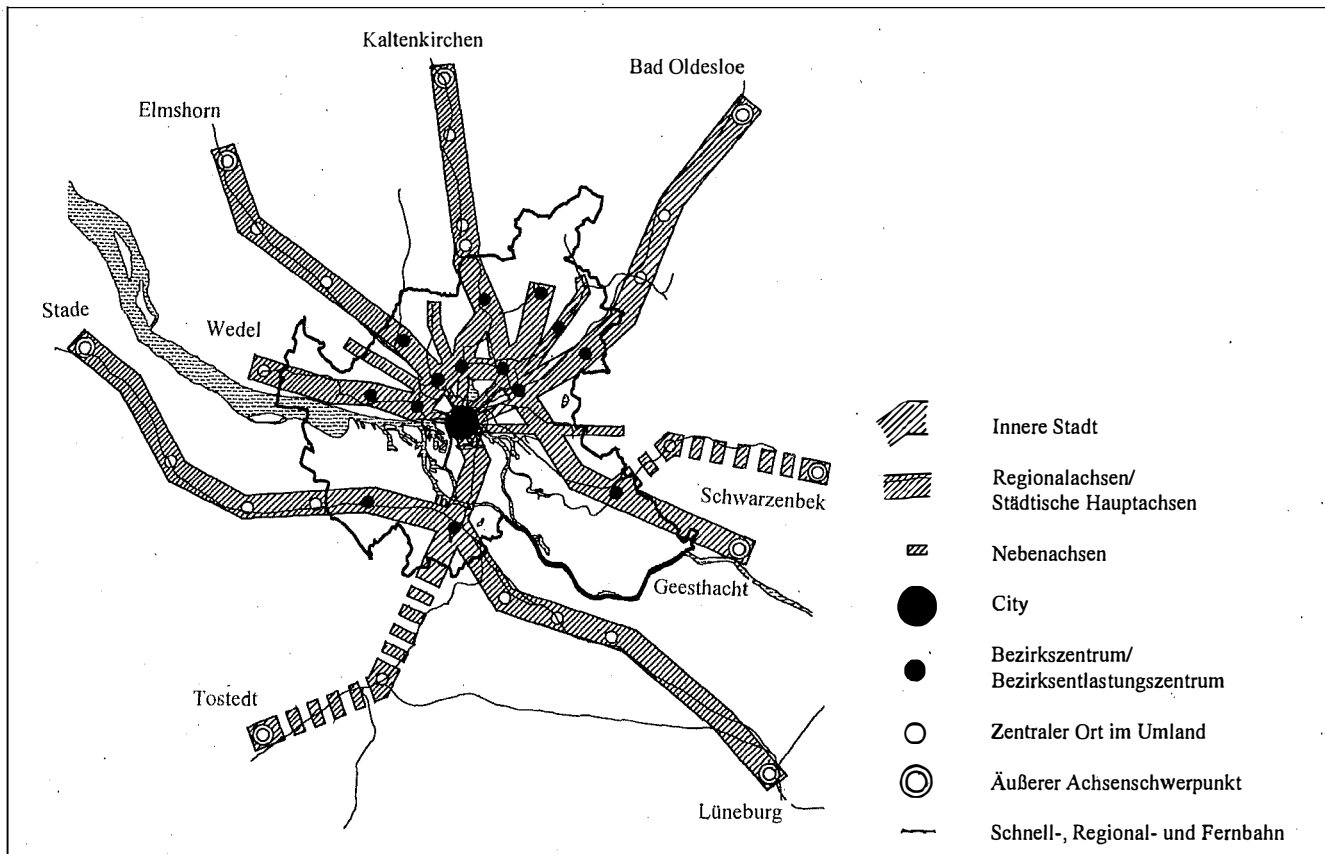 Kaltenkirchen
Bad Oldesloe
Elmshorn
Stade
Wedel
Schwarzenbek
Geesthacht
Tostedt
Lüneburg
Innere Stadt
Regionalachsen/
Städtische Hauptachsen
Nebenachsen
City
Bezirkszentrum/
Bezirksentlastungszentrum
Zentraler Ort im Umland
Äußerer Achsenschwerpunkt
Schnell-, Regional- und Fernbahn